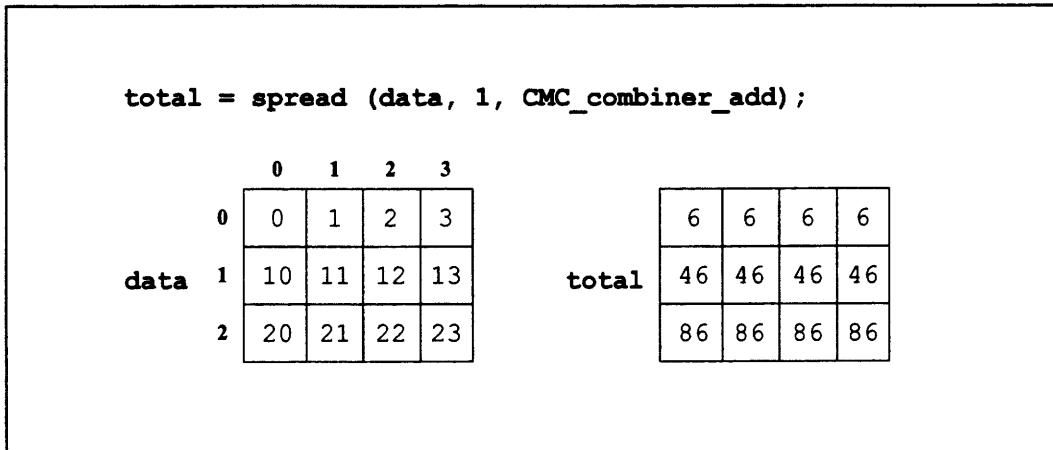 total = spread (data, 1, CMC_combiner_add);
0 1 2 3
0 0 1 2 3 6 6 6 6
data 1 10 11 12 13 total 46 46 46 46
2 20 21 22 23 86 86 86 86